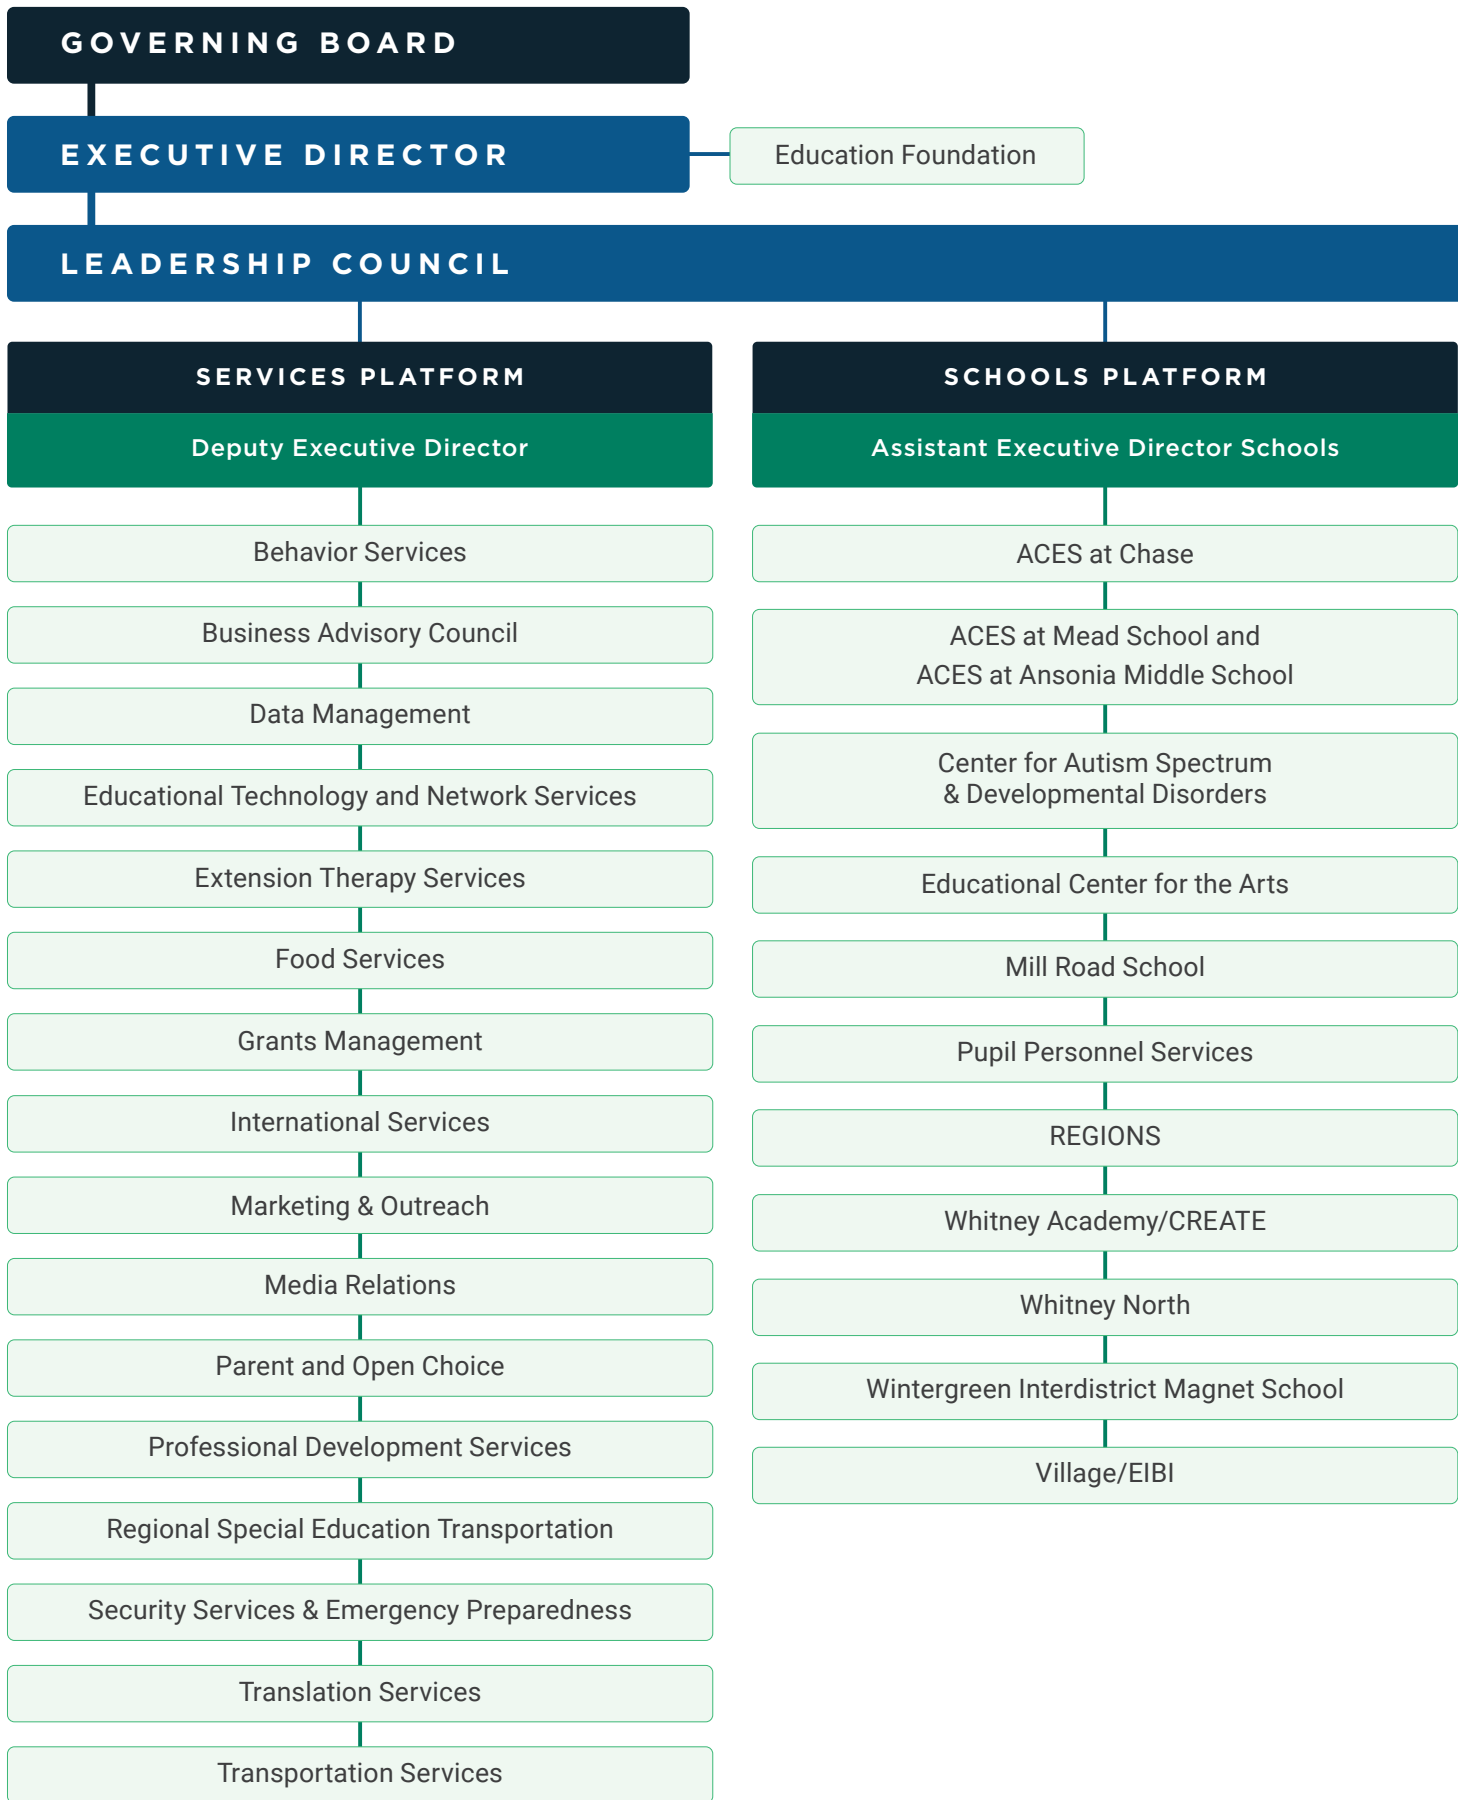 GOVERNING BOARD
EXECUTIVE DIRECTOR
Education Foundation
LEADERSHIP COUNCIL
SERVICES PLATFORM
Deputy Executive Director
Behavior Services
Business Advisory Council
Data Management
Educational Technology and Network Services
Extension Therapy Services
Food Services
Grants Management
International Services
Marketing & Outreach
Media Relations
Parent and Open Choice
Professional Development Services
Regional Special Education Transportation
Security Services & Emergency Preparedness
Translation Services
Transportation Services
SCHOOLS PLATFORM
Assistant Executive Director Schools
ACES at Chase
ACES at Mead School and
ACES at Ansonia Middle School
Center for Autism Spectrum
& Developmental Disorders
Educational Center for the Arts
Mill Road School
Pupil Personnel Services
REGIONS
Whitney Academy/CREATE
Whitney North
Wintergreen Interdistrict Magnet School
Village/EIBI